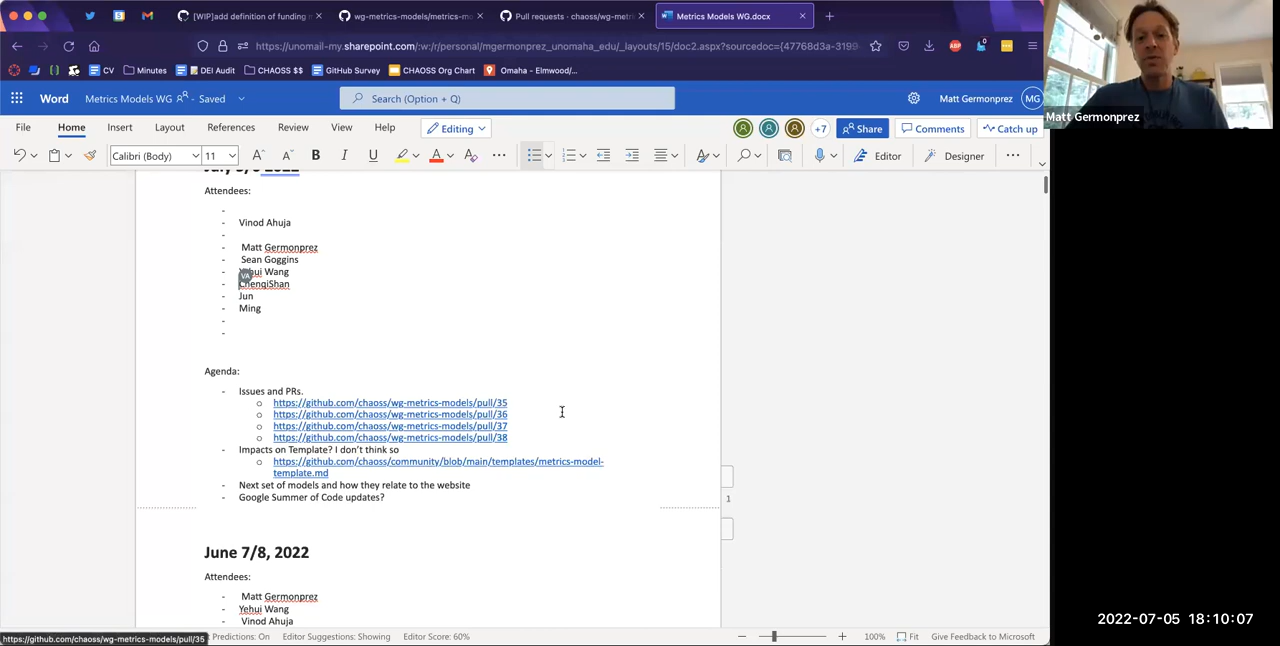 [WIP]add definition of funding
wg-metrics-models/metrics-mo
Pull requests · chaoss/wg-metri
Metrics Models WG.docx
https://unomail-my.sharepoint.com/:w:/r/personal/mgermonprez_unomaha_edu/_layouts/15/doc2.aspx?sourcedoc={47768d3a-3199
CV
Minutes
DEI Audit
CHAOSS $$
GitHub Survey
CHAOSS Org Chart
Omaha - Elmwood/...
Word
Metrics Models WG
- Saved
Search (Option + Q)
Matt Germonprez
MG
Matt Germonprez
File
Home
Insert
Layout
References
Review
View
Help
Editing
+7
Share
Comments
Catch up
Calibri (Body)
11
Editor
Designer
2022
Attendees:
-
- Vinod Ahuja
-
- Matt Germonprez
- Sean Goggins
- Wang
VA
- ChenqiShan
- Jun
- Ming
-
-
Agenda:
- Issues and PRs.
o https://github.com/chaoss/wg-metrics-models/pull/35
o https://github.com/chaoss/wg-metrics-models/pull/36
o https://github.com/chaoss/wg-metrics-models/pull/37
o https://github.com/chaoss/wg-metrics-models/pull/38
- Impacts on Template? I don't think so
o https://github.com/chaoss/community/blob/main/templates/metrics-model-
template.md
- Next set of models and how they relate to the website
- Google Summer of Code updates?
1
June 7/8, 2022
Attendees:
- Matt Germonprez
- Yehui Wang
- Vinod Ahuja
2022-07-05 18:10:07
https://github.com/chaoss/wg-metrics-models/pull/35
Predictions: On
Editor Suggestions: Showing
Editor Score: 60%
100%
Fit
Give Feedback to Microsoft